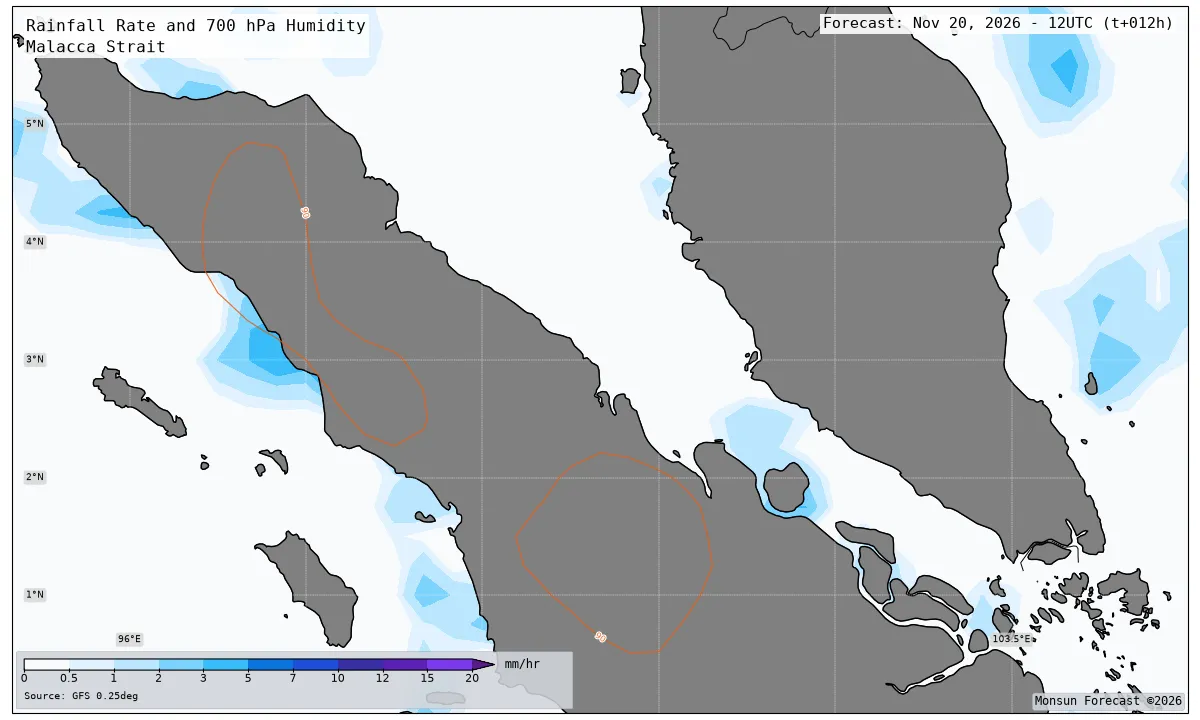 Rainfall Rate and 700 hPa Humidity
Malacca Strait
Forecast: Nov 20, 2026 - 12UTC (t+012h)
5°N
4°N
3°N
2°N
1°N
96°E
103.5°E
90
90
mm/hr
0 0.5 1 2 3 5 7 10 12 15 20
Source: GFS 0.25deg
Monsun Forecast ©2026